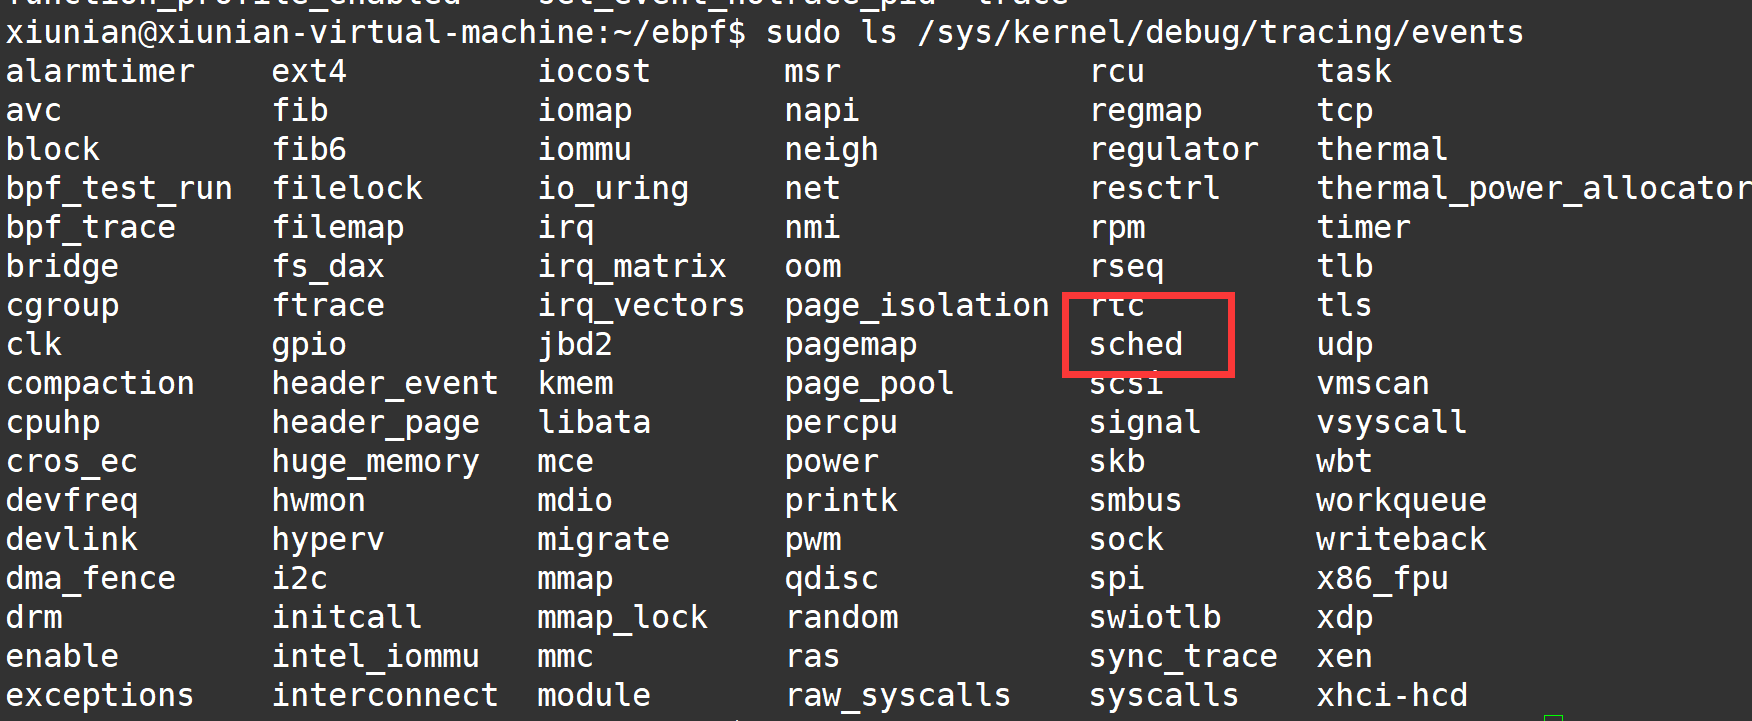 function_profile_enabled    set_event_notrace_pid  trace
xiunian@xiunian-virtual-machine:~/ebpf$ sudo ls /sys/kernel/debug/tracing/events
alarmtimer    ext4          iocost       msr             rcu         task
avc           fib           iomap        napi            regmap      tcp
block         fib6          iommu        neigh           regulator   thermal
bpf_test_run  filelock      io_uring     net             resctrl     thermal_power_allocator
bpf_trace     filemap       irq          nmi             rpm         timer
bridge        fs_dax        irq_matrix   oom             rseq        tlb
cgroup        ftrace        irq_vectors  page_isolation  rtc         tls
clk           gpio          jbd2         pagemap         sched       udp
compaction    header_event  kmem         page_pool       scsi        vmscan
cpuhp         header_page   libata       percpu          signal      vsyscall
cros_ec       huge_memory   mce          power           skb         wbt
devfreq       hwmon         mdio         printk          smbus       workqueue
devlink       hyperv        migrate      pwm             sock        writeback
dma_fence     i2c           mmap         qdisc           spi         x86_fpu
drm           initcall      mmap_lock    random          swiotlb     xdp
enable        intel_iommu   mmc          ras             sync_trace  xen
exceptions    interconnect  module       raw_syscalls    syscalls    xhci-hcd